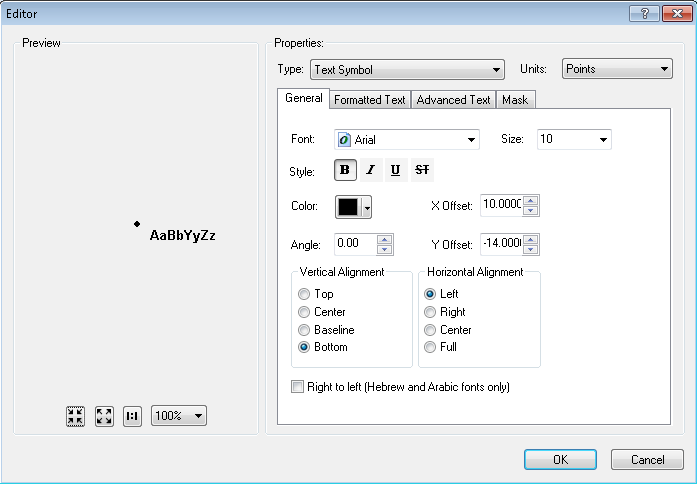 Editor
Preview
AaBbYyZz
1:1
100%
Properties:
Type: Text Symbol Units: Points
General Formatted Text Advanced Text Mask
Font: Arial Size: 10
Style: B I U ST
Color: X Offset: 10.000
Angle: 0.00 Y Offset: -14.000
Vertical Alignment
Top
Center
Baseline
Bottom
Horizontal Alignment
Left
Right
Center
Full
Right to left (Hebrew and Arabic fonts only)
OK Cancel